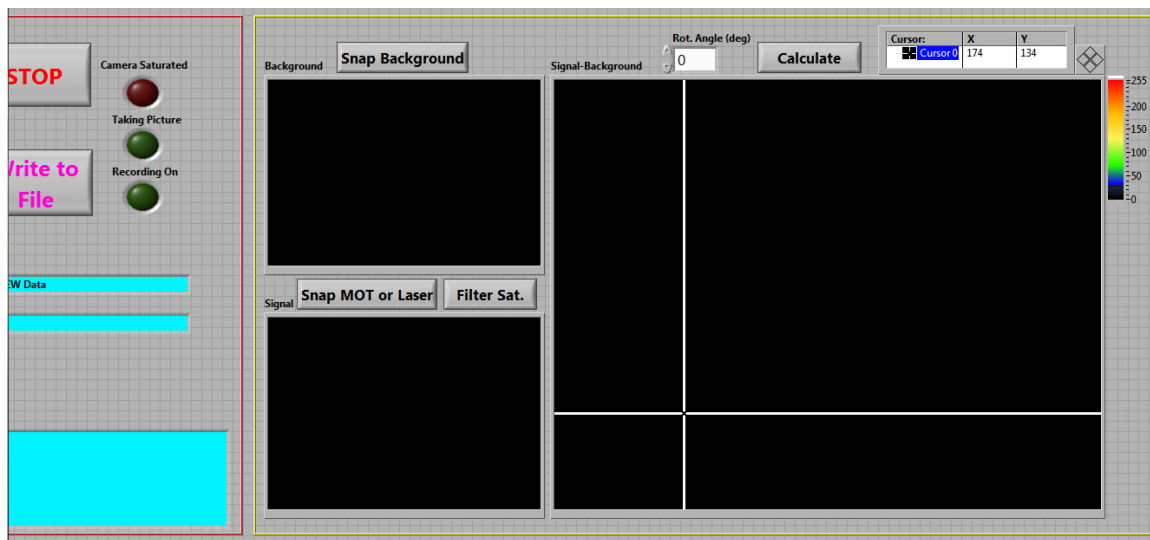 STOP
Camera Saturated
Taking Picture
Recording On
Write to
File
EW Data
Background
Snap Background
Signal
Snap MOT or Laser
Filter Sat.
Signal-Background
Rot. Angle (deg)
0
Calculate
Cursor: X Y
Cursor 0 174 134
255
200
150
100
50
0